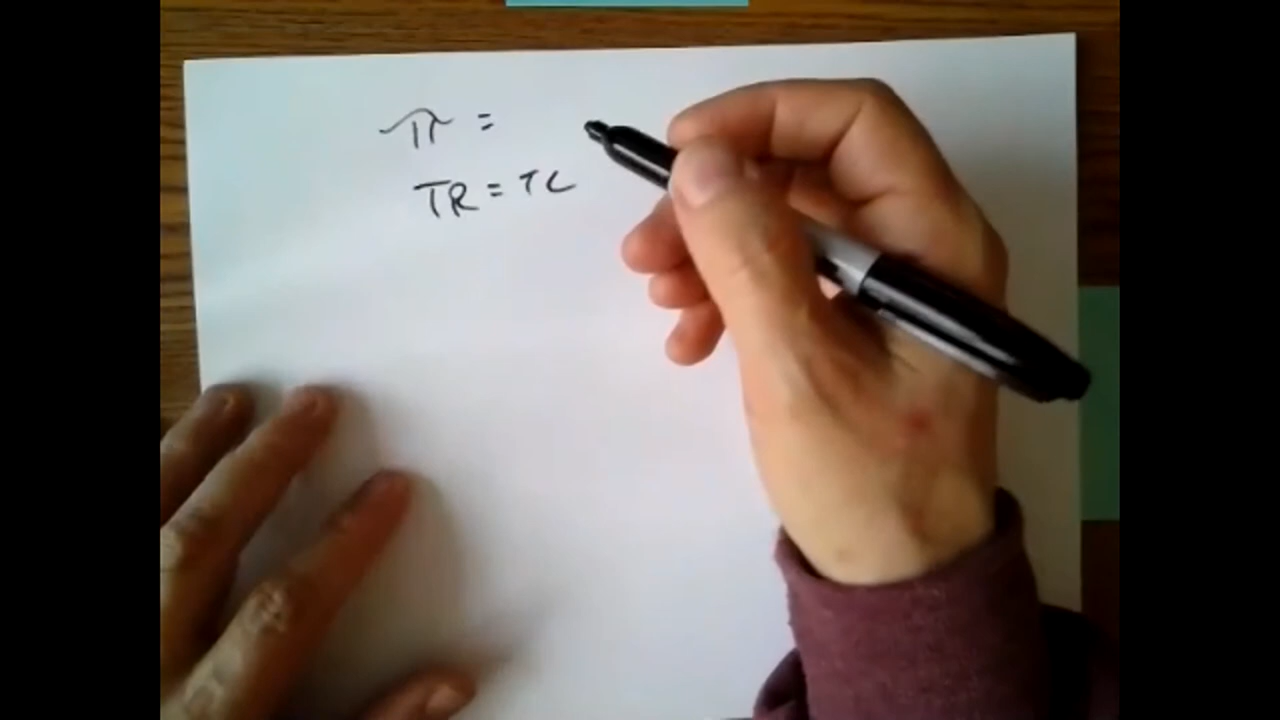 π =
TR = TC